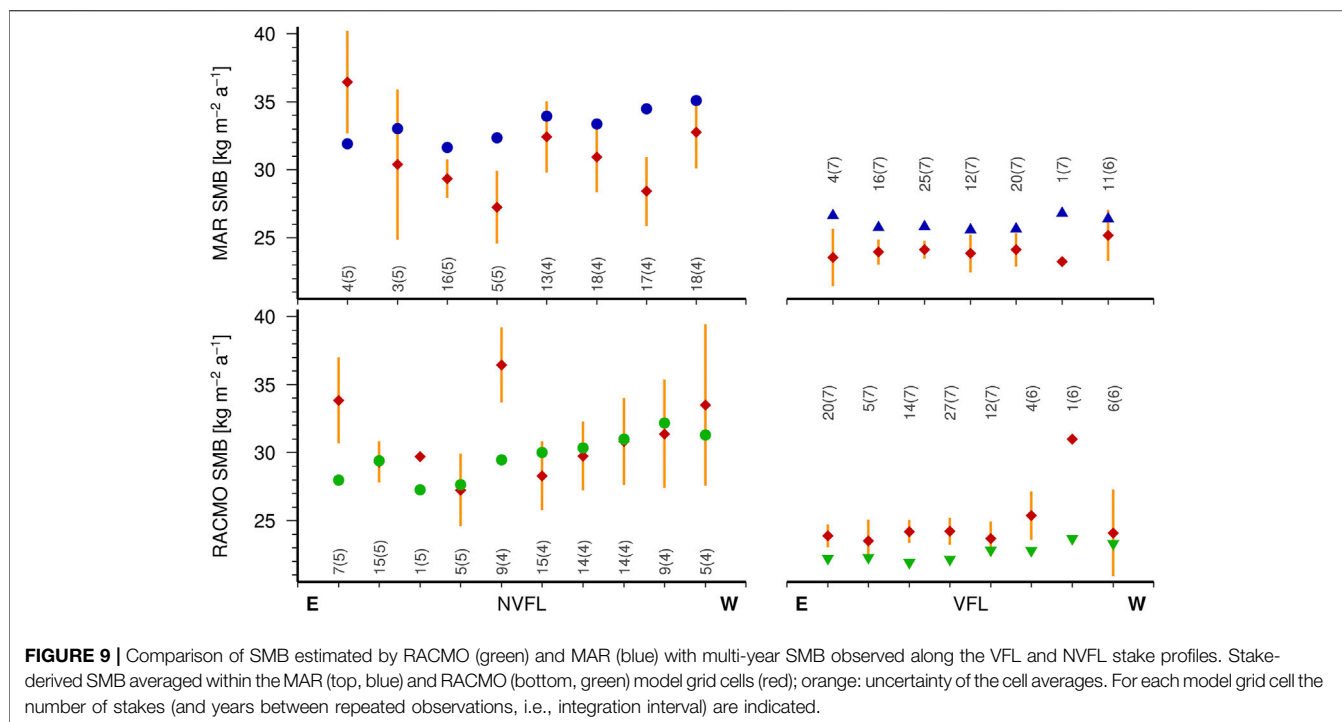 40
35
30
25
MAR SMB [kg m⁻² a⁻¹]
4(5) 3(5) 16(5) 5(5) 13(4) 18(4) 17(4) 18(4)
4(7) 16(7) 25(7) 12(7) 20(7) 1(7) 11(6)
40
35
30
25
RACMO SMB [kg m⁻² a⁻¹]
7(5) 15(5) 1(5) 5(5) 9(4) 15(4) 14(4) 14(4) 9(4) 5(4)
20(7) 5(7) 14(7) 27(7) 12(7) 4(6) 1(6) 6(6)
E NVFL W
E VFL W
FIGURE 9 | Comparison of SMB estimated by RACMO (green) and MAR (blue) with multi-year SMB observed along the VFL and NVFL stake profiles. Stake-
derived SMB averaged within the MAR (top, blue) and RACMO (bottom, green) model grid cells (red); orange: uncertainty of the cell averages. For each model grid cell the
number of stakes (and years between repeated observations, i.e., integration interval) are indicated.